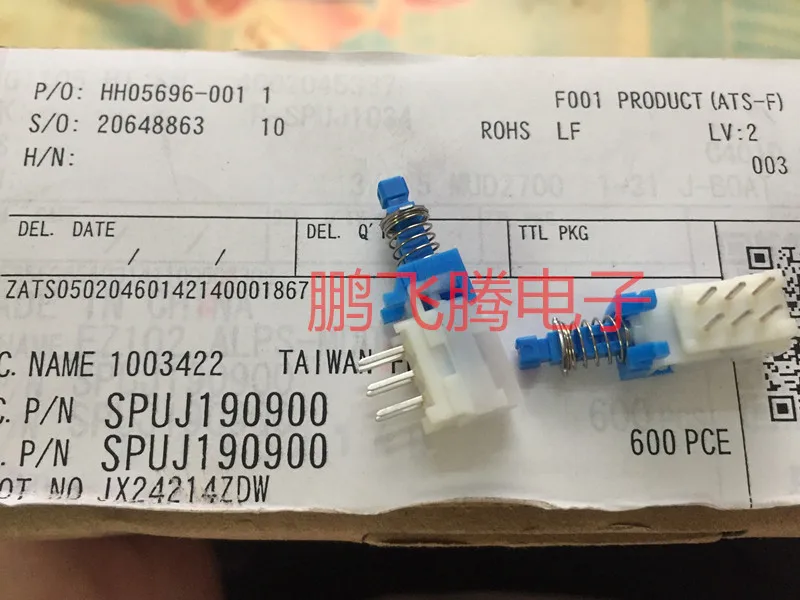 P/O: HH05696-001 1
F001 PRODUCT (ATS-F)
S/O: 20648863 10
ROHS LF LV:2
H/N:
003
DEL. DATE / /
DEL. Q'
TTL PKG
ZATS05020460142140001867
鹏飞腾电子
C. NAME 1003422 TAIWAN
C. P/N SPUJ190900
. P/N SPUJ190900
600 PCE
OT NO JX24214ZDW